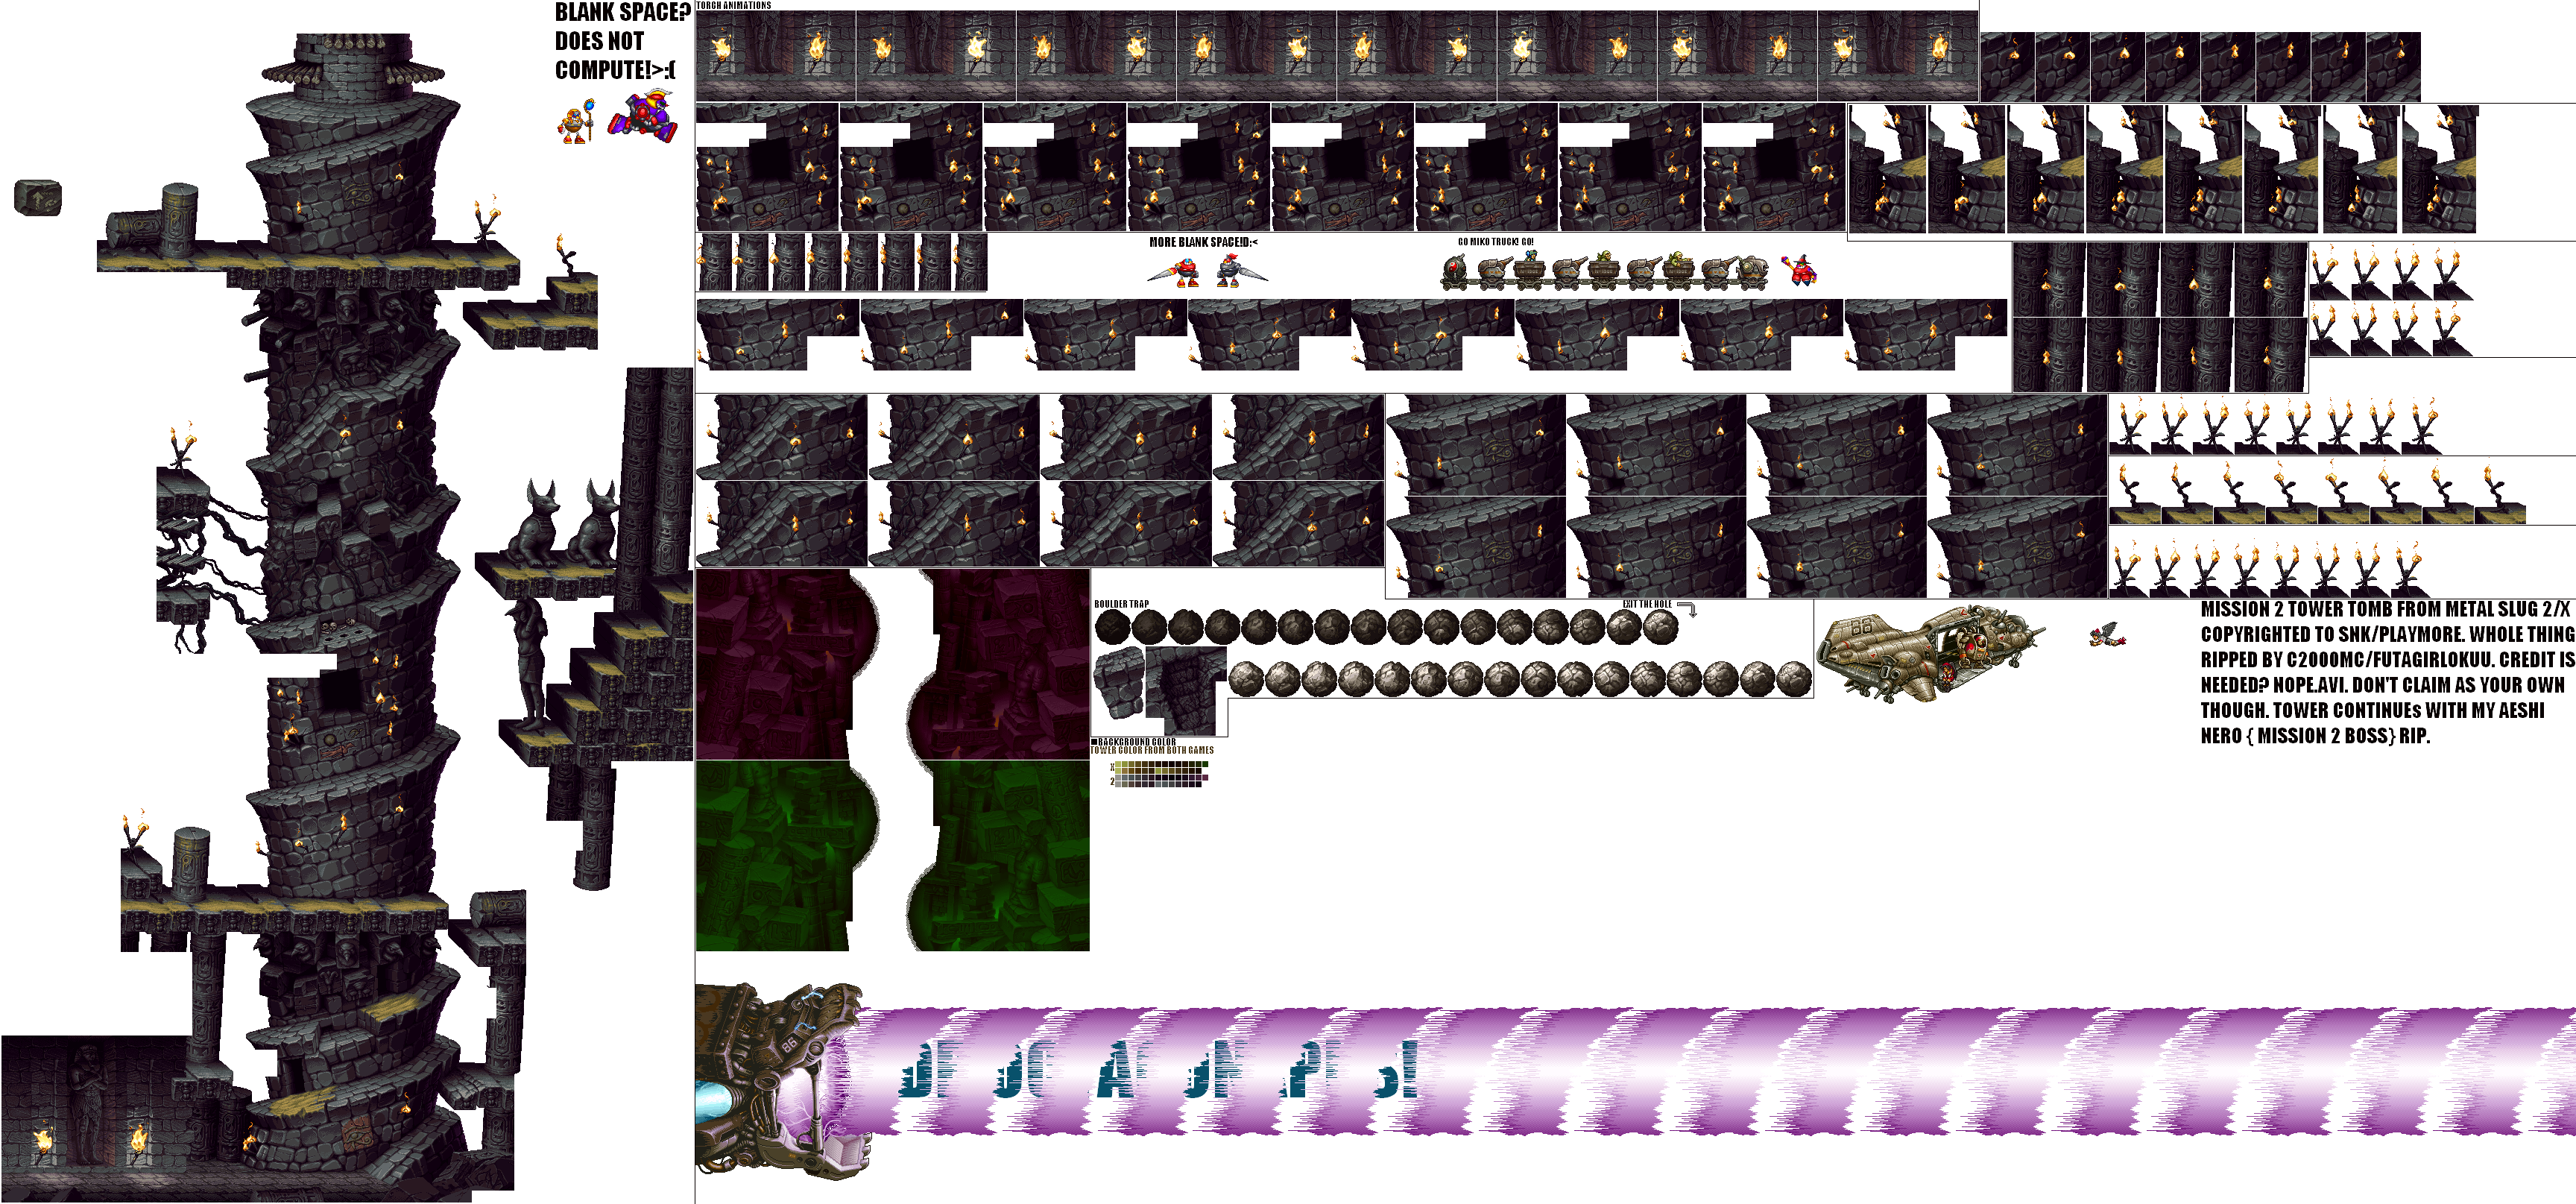 BLANK SPACE?
DOES NOT
COMPUTE!>:(
TORCH ANIMATIONS
MORE BLANK SPACE!D:<
GO MIKO TRUCK! GO!
BOULDER TRAP
EXIT THE HOLE
BACKGROUND COLOR
TOWER COLOR FROM BOTH GAMES
X
2
MISSION 2 TOWER TOMB FROM METAL SLUG 2/X
COPYRIGHTED TO SNK/PLAYMORE. WHOLE THING
RIPPED BY C2000MC/FUTAGIRLOKUU. CREDIT IS
NEEDED? NOPE.AVI. DON'T CLAIM AS YOUR OWN
THOUGH. TOWER CONTINUEs WITH MY AESHI
NERO { MISSION 2 BOSS} RIP.
86